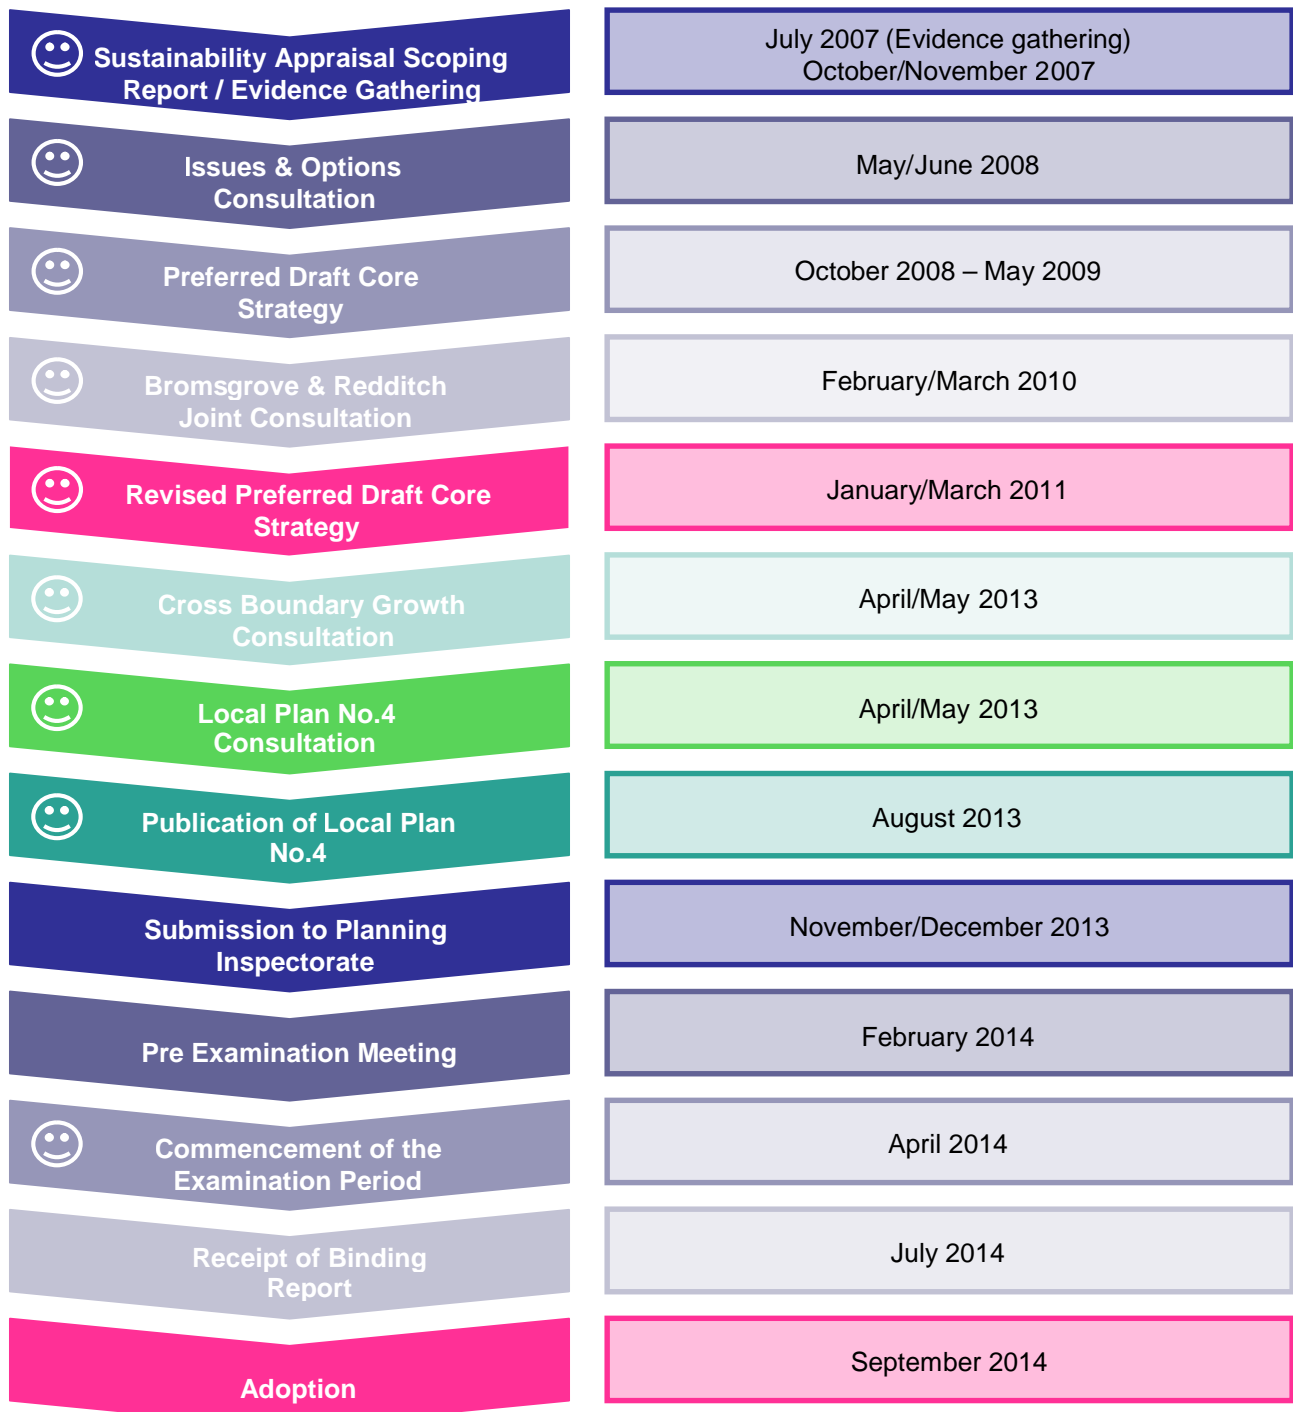 Sustainability Appraisal Scoping
Report / Evidence Gathering
July 2007 (Evidence gathering)
October/November 2007
Issues & Options
Consultation
May/June 2008
Preferred Draft Core
Strategy
October 2008 – May 2009
Bromsgrove & Redditch
Joint Consultation
February/March 2010
Revised Preferred Draft Core
Strategy
January/March 2011
Cross Boundary Growth
Consultation
April/May 2013
Local Plan No.4
Consultation
April/May 2013
Publication of Local Plan
No.4
August 2013
Submission to Planning
Inspectorate
November/December 2013
Pre Examination Meeting
February 2014
Commencement of the
Examination Period
April 2014
Receipt of Binding
Report
July 2014
Adoption
September 2014